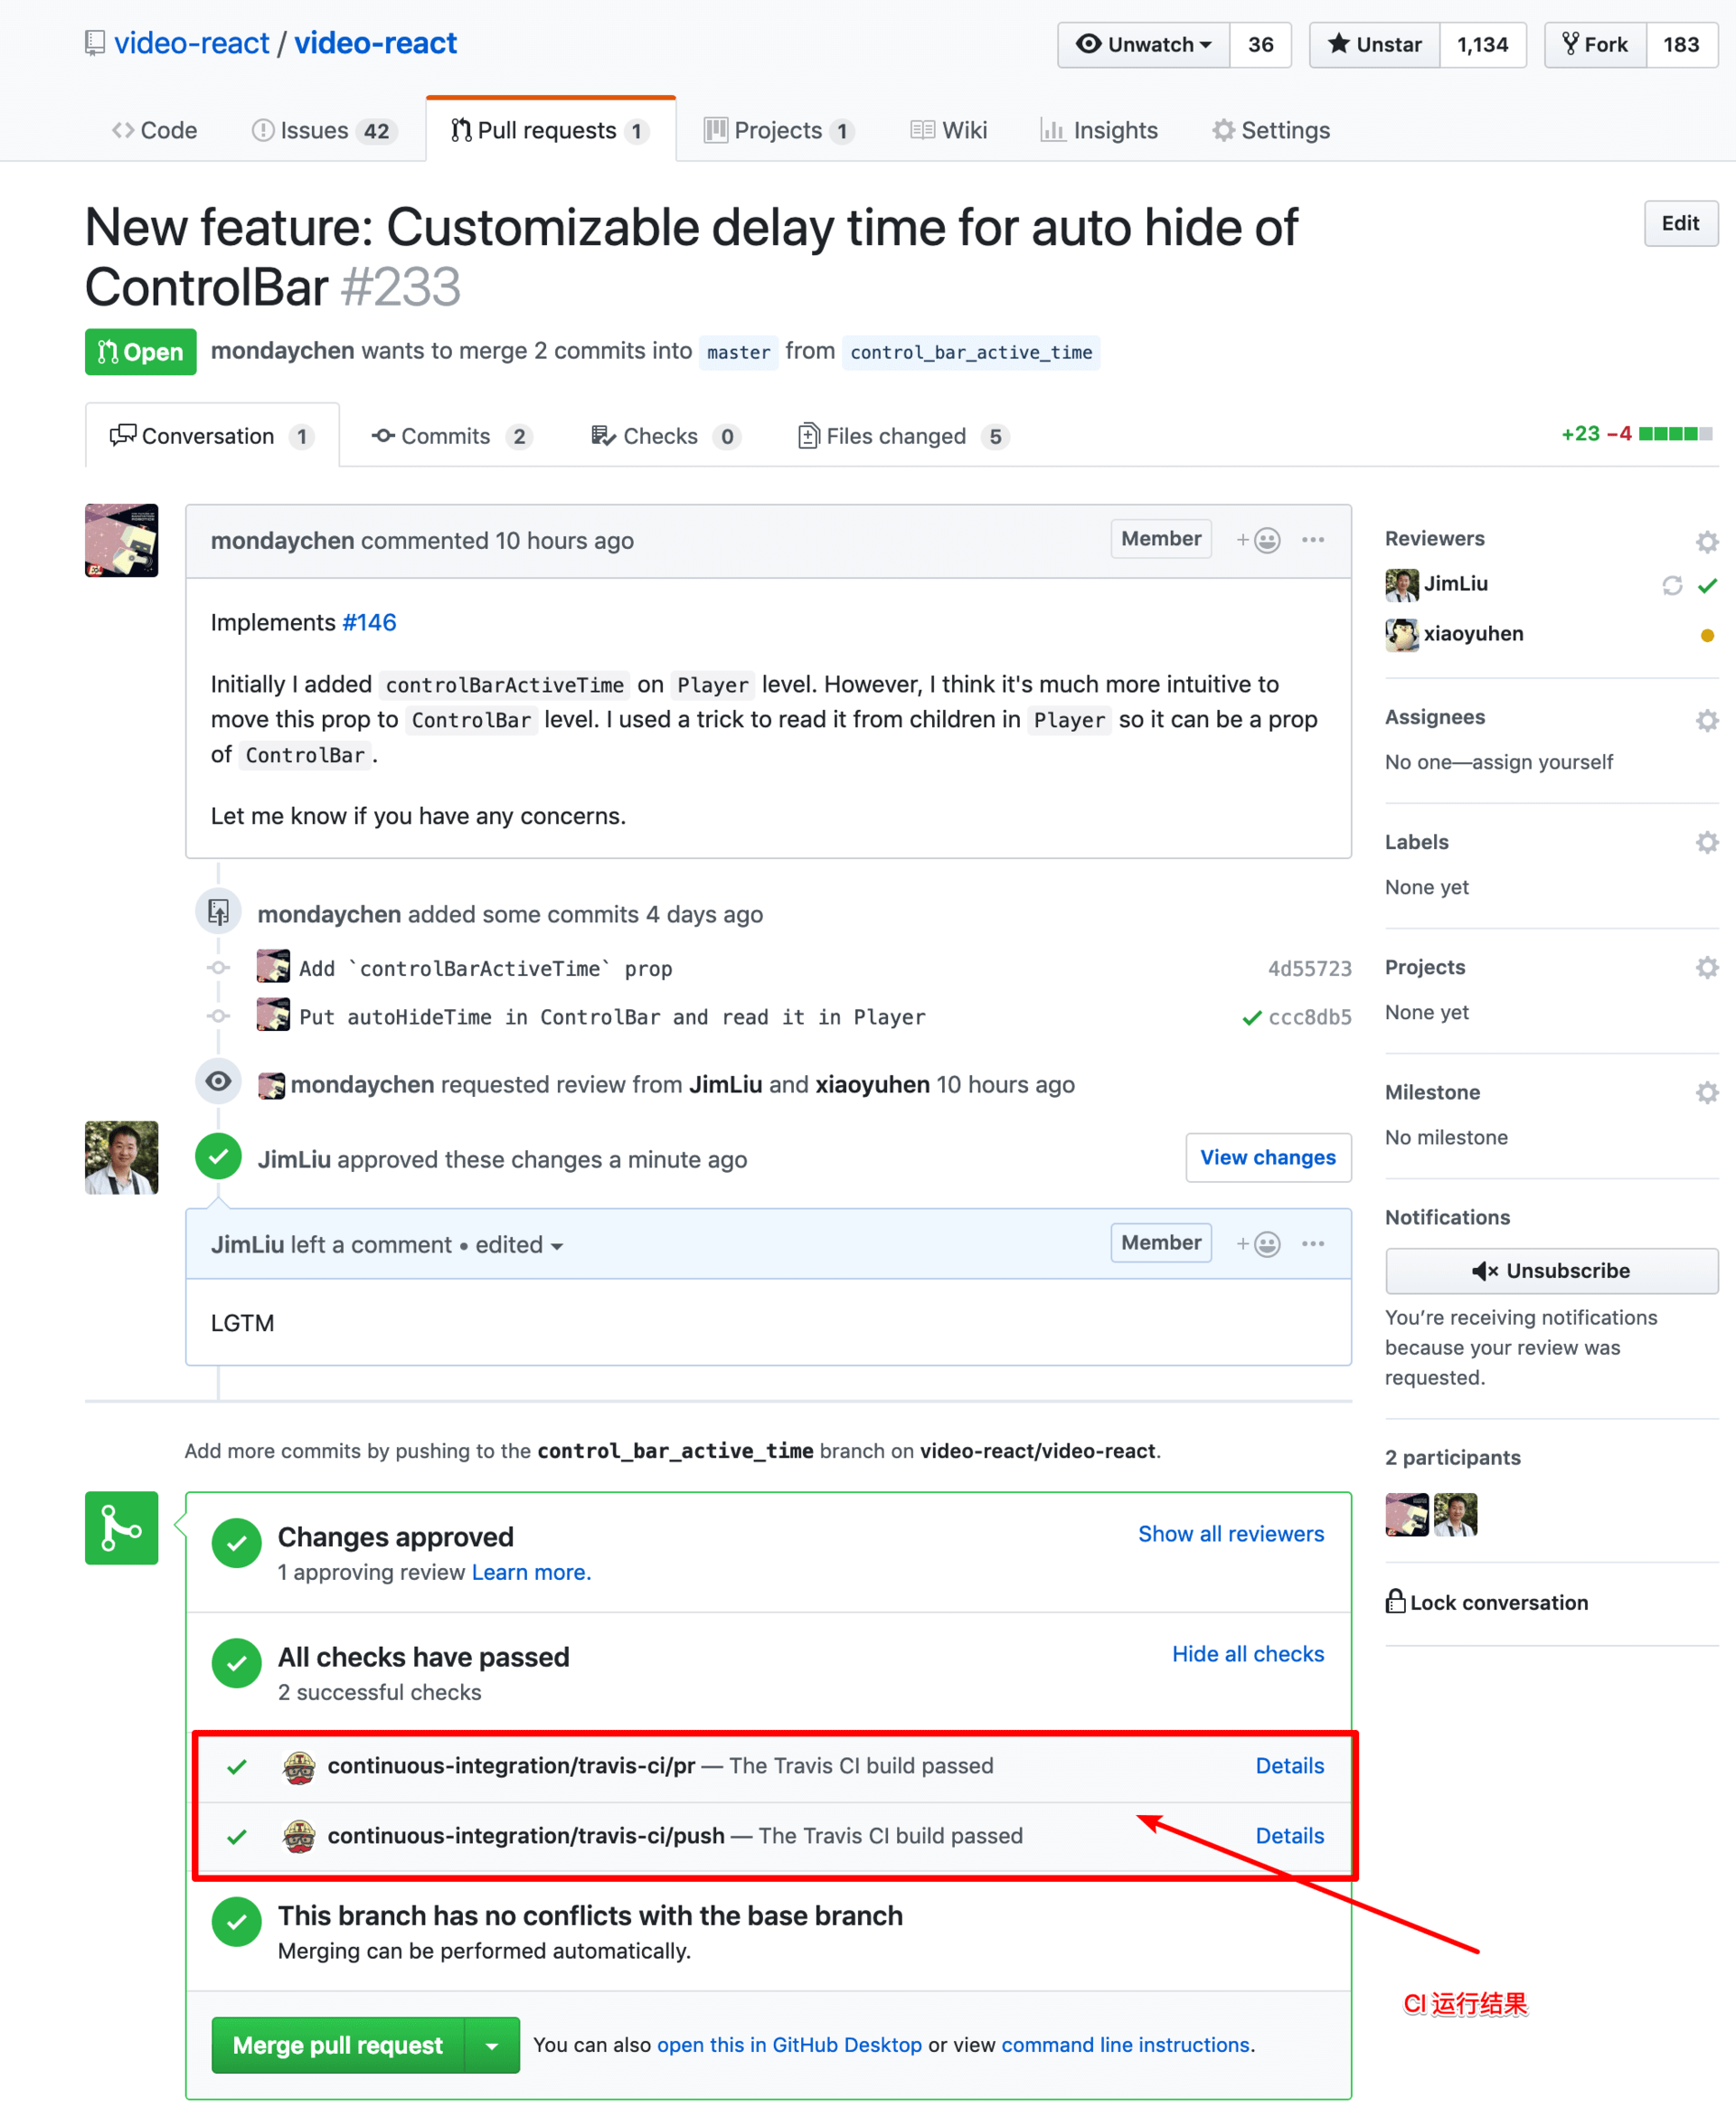 video-react / video-react
Unwatch 36
Unstar 1,134
Fork 183
Code
Issues 42
Pull requests 1
Projects 1
Wiki
Insights
Settings
New feature: Customizable delay time for auto hide of
ControlBar #233
Edit
Open mondaychen wants to merge 2 commits into master from control_bar_active_time
Conversation 1
Commits 2
Checks 0
Files changed 5
+23 −4
mondaychen commented 10 hours ago
Member
Implements #146
Initially I added controlBarActiveTime on Player level. However, I think it's much more intuitive to
move this prop to ControlBar level. I used a trick to read it from children in Player so it can be a prop
of ControlBar.
Let me know if you have any concerns.
mondaychen added some commits 4 days ago
Add `controlBarActiveTime` prop 4d55723
Put autoHideTime in ControlBar and read it in Player ccc8db5
mondaychen requested review from JimLiu and xiaoyuhen 10 hours ago
JimLiu approved these changes a minute ago
View changes
JimLiu left a comment • edited
Member
LGTM
Add more commits by pushing to the control_bar_active_time branch on video-react/video-react.
Changes approved
Show all reviewers
1 approving review Learn more.
All checks have passed
Hide all checks
2 successful checks
continuous-integration/travis-ci/pr — The Travis CI build passed Details
continuous-integration/travis-ci/push — The Travis CI build passed Details
This branch has no conflicts with the base branch
Merging can be performed automatically.
Merge pull request
You can also open this in GitHub Desktop or view command line instructions.
Reviewers
JimLiu
xiaoyuhen
Assignees
No one—assign yourself
Labels
None yet
Projects
None yet
Milestone
No milestone
Notifications
Unsubscribe
You're receiving notifications
because your review was
requested.
2 participants
Lock conversation
CI 运行结果